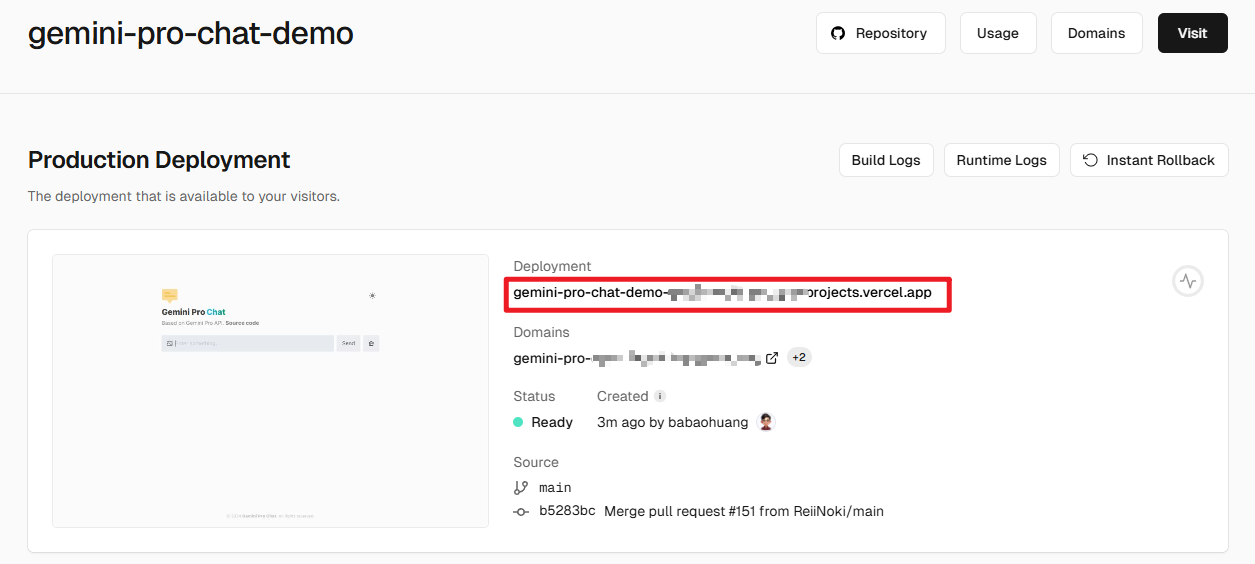 gemini-pro-chat-demo
Repository
Usage
Domains
Visit
Production Deployment
Build Logs
Runtime Logs
Instant Rollback
The deployment that is available to your visitors.
Gemini Pro Chat
Based on Gemini Pro API. Source code
Send
Deployment
gemini-pro-chat-demo- projects.vercel.app
Domains
gemini-pro-
+2
Status
Created
Ready
3m ago by babaohuang
Source
main
b5283bc Merge pull request #151 from ReiiNoki/main